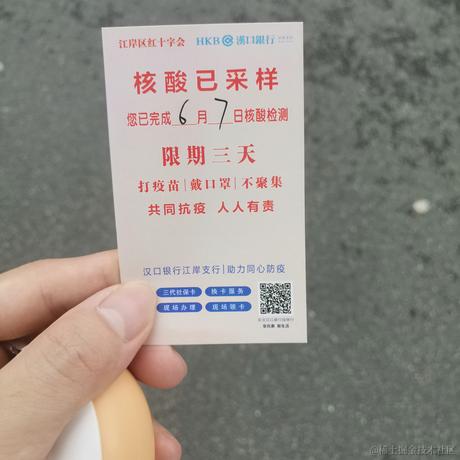 江岸区红十字会 HKB 汉口银行
核酸已采样
您已完成6月7日核酸检测
限期三天
打疫苗|戴口罩|不聚集
共同抗疫 人人有责
汉口银行江岸支行|助力同心防疫
三代社保卡 换卡服务
现场办理 现场领卡
@稀土掘金技术社区